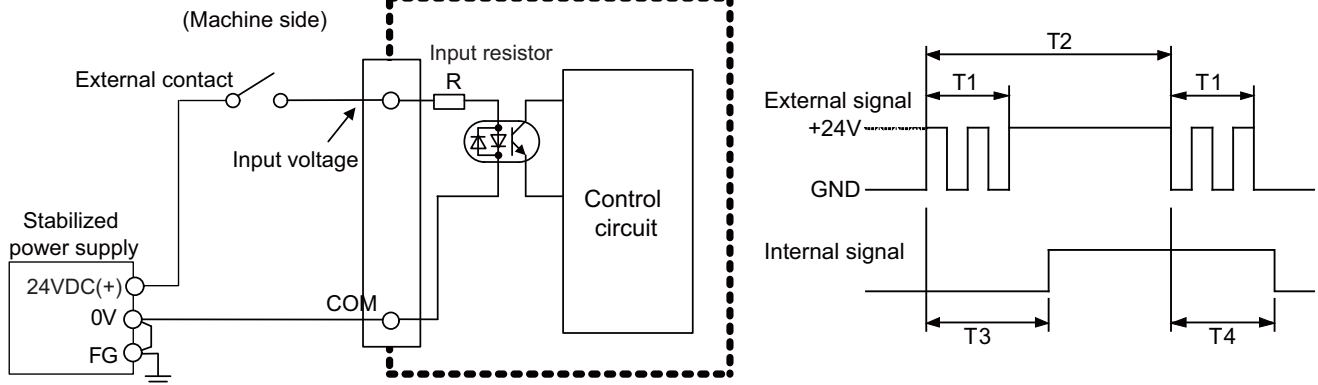 (Machine side)
Input resistor
R
External contact
Input voltage
Control
circuit
Stabilized
power supply
24VDC(+)
0V
FG
COM
T2
T1
T1
External signal
+24V
GND
Internal signal
T3
T4